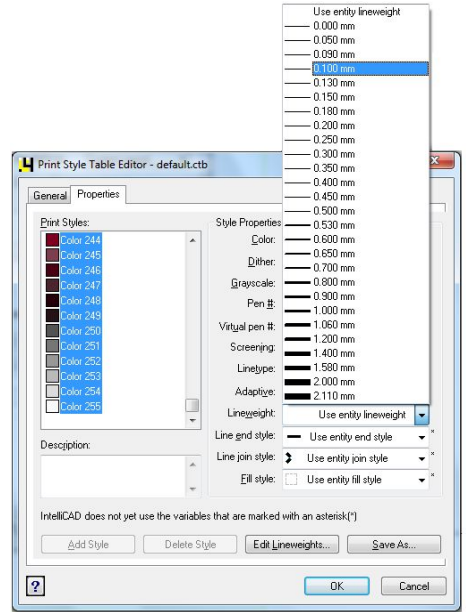 Use entity lineweight
0.000 mm
0.050 mm
0.090 mm
0.100 mm
0.130 mm
0.150 mm
0.180 mm
0.200 mm
0.250 mm
0.300 mm
0.350 mm
0.400 mm
0.450 mm
0.500 mm
0.530 mm
0.600 mm
0.650 mm
0.700 mm
0.800 mm
0.900 mm
1.000 mm
1.060 mm
1.200 mm
1.400 mm
1.580 mm
2.000 mm
2.110 mm
Print Style Table Editor - default.ctb
General Properties
Print Styles:
Color 244
Color 245
Color 246
Color 247
Color 248
Color 249
Color 250
Color 251
Color 252
Color 253
Color 254
Color 255
Description:
Style Properties
Color:
Dither:
Grayscale:
Pen #:
Virtual pen #:
Screening:
Linetype:
Adaptive:
Lineweight: Use entity lineweight
Line end style: Use entity end style *
Line join style: Use entity join style *
Fill style: Use entity fill style *
IntelliCAD does not yet use the variables that are marked with an asterisk(*)
Add Style Delete Style Edit Lineweights... Save As...
? OK Cancel